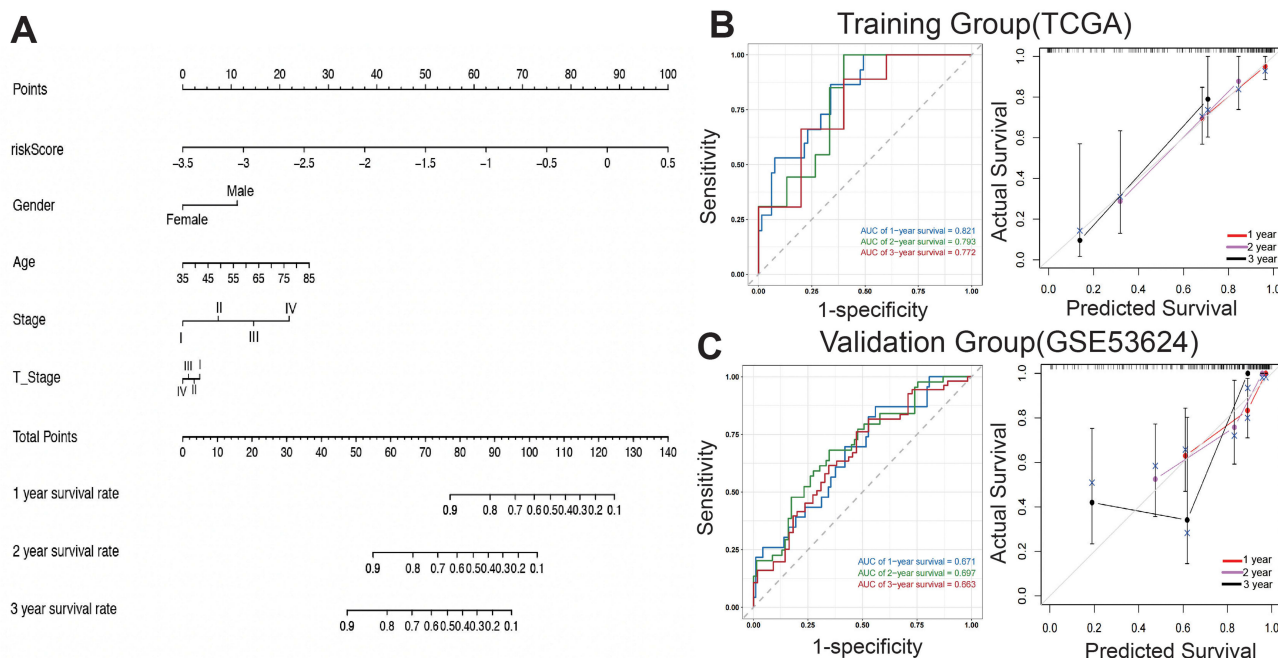 A
Points
0 10 20 30 40 50 60 70 80 90 100
riskScore
-3.5 -3 -2.5 -2 -1.5 -1 -0.5 0 0.5
Gender
Male
Female
Age
35 45 55 65 75 85
Stage
II IV
I III
T_Stage
III I
IV II
Total Points
0 10 20 30 40 50 60 70 80 90 100 110 120 130 140
1 year survival rate
0.9 0.8 0.7 0.6 0.5 0.4 0.3 0.2 0.1
2 year survival rate
0.9 0.8 0.7 0.6 0.5 0.4 0.3 0.2 0.1
3 year survival rate
0.9 0.8 0.7 0.6 0.5 0.4 0.3 0.2 0.1
B
Training Group(TCGA)
Sensitivity
1.00
0.75
0.50
0.25
0.00
AUC of 1-year survival = 0.821
AUC of 2-year survival = 0.793
AUC of 3-year survival = 0.772
0.00 0.25 0.50 0.75 1.00
1-specificity
Actual Survival
1.0
0.8
0.6
0.4
0.2
0.0
1 year
2 year
3 year
0.0 0.2 0.4 0.6 0.8 1.0
Predicted Survival
C
Validation Group(GSE53624)
Sensitivity
1.00
0.75
0.50
0.25
0.00
AUC of 1-year survival = 0.671
AUC of 2-year survival = 0.697
AUC of 3-year survival = 0.663
0.00 0.25 0.50 0.75 1.00
1-specificity
Actual Survival
1.0
0.8
0.6
0.4
0.2
0.0
1 year
2 year
3 year
0.0 0.2 0.4 0.6 0.8 1.0
Predicted Survival